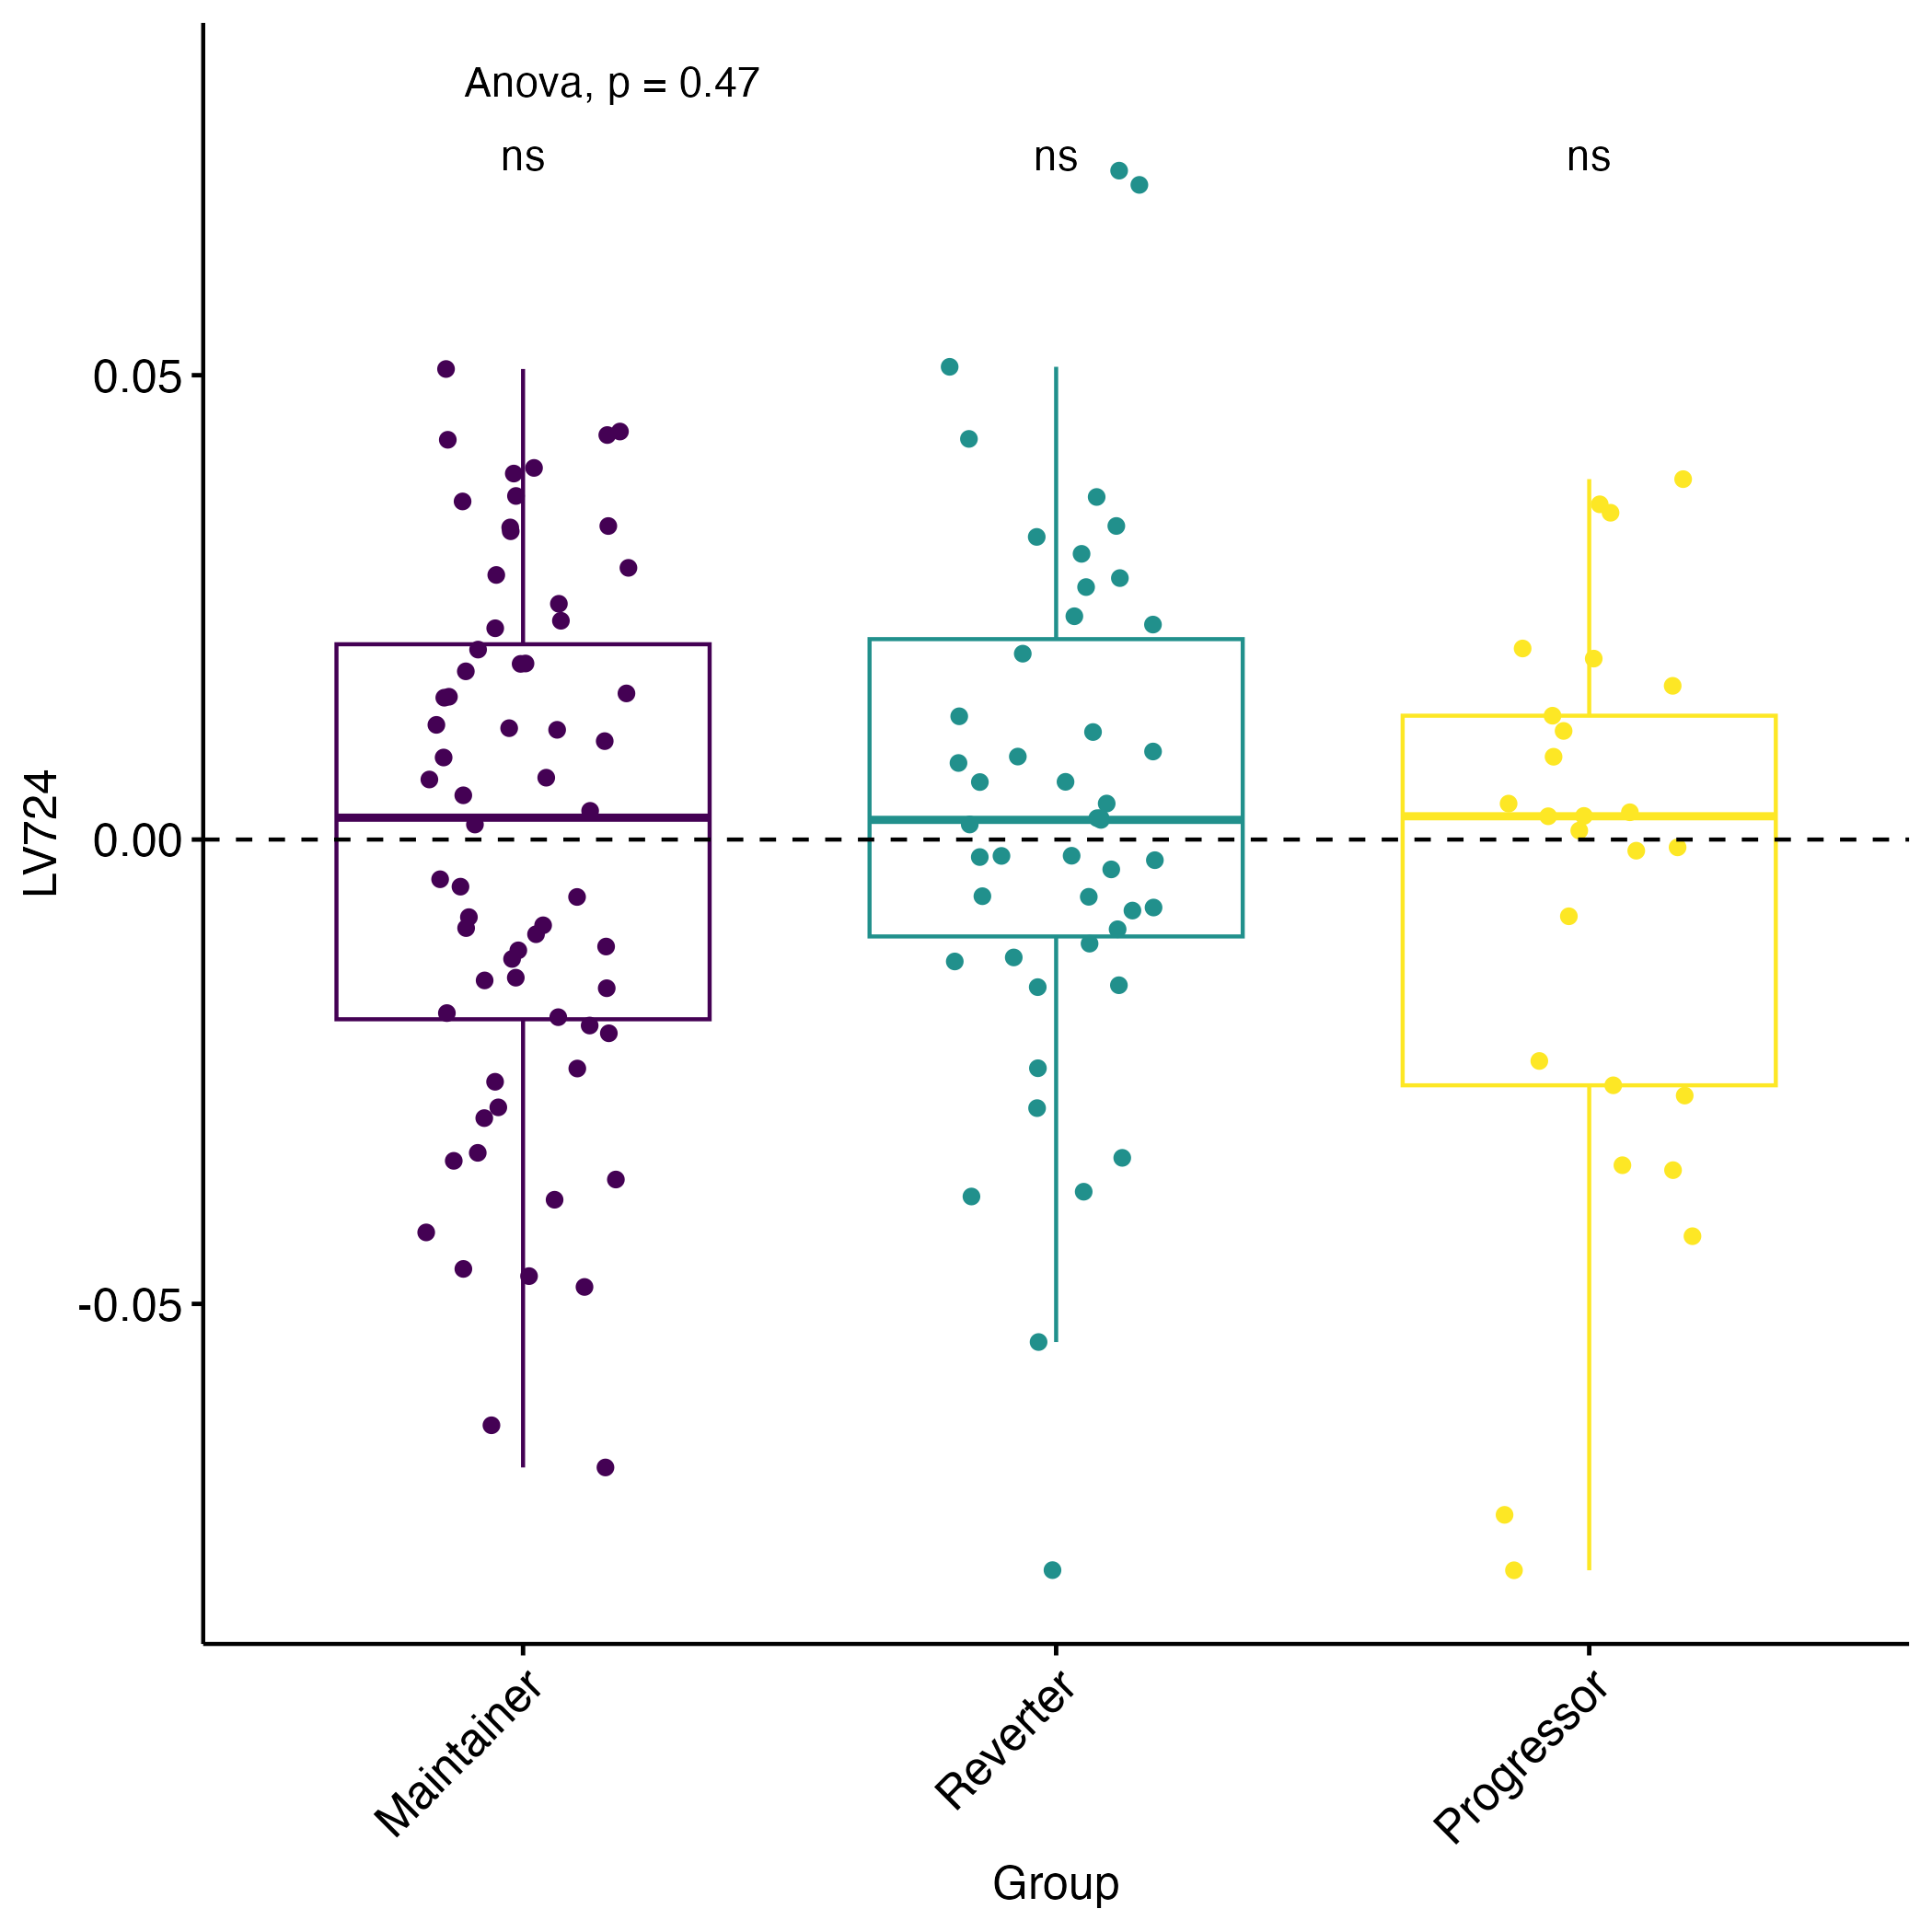 Anova, p = 0.47
ns ns ns
0.05
0.00
-0.05
LV724
Maintainer Reverter Progressor
Group